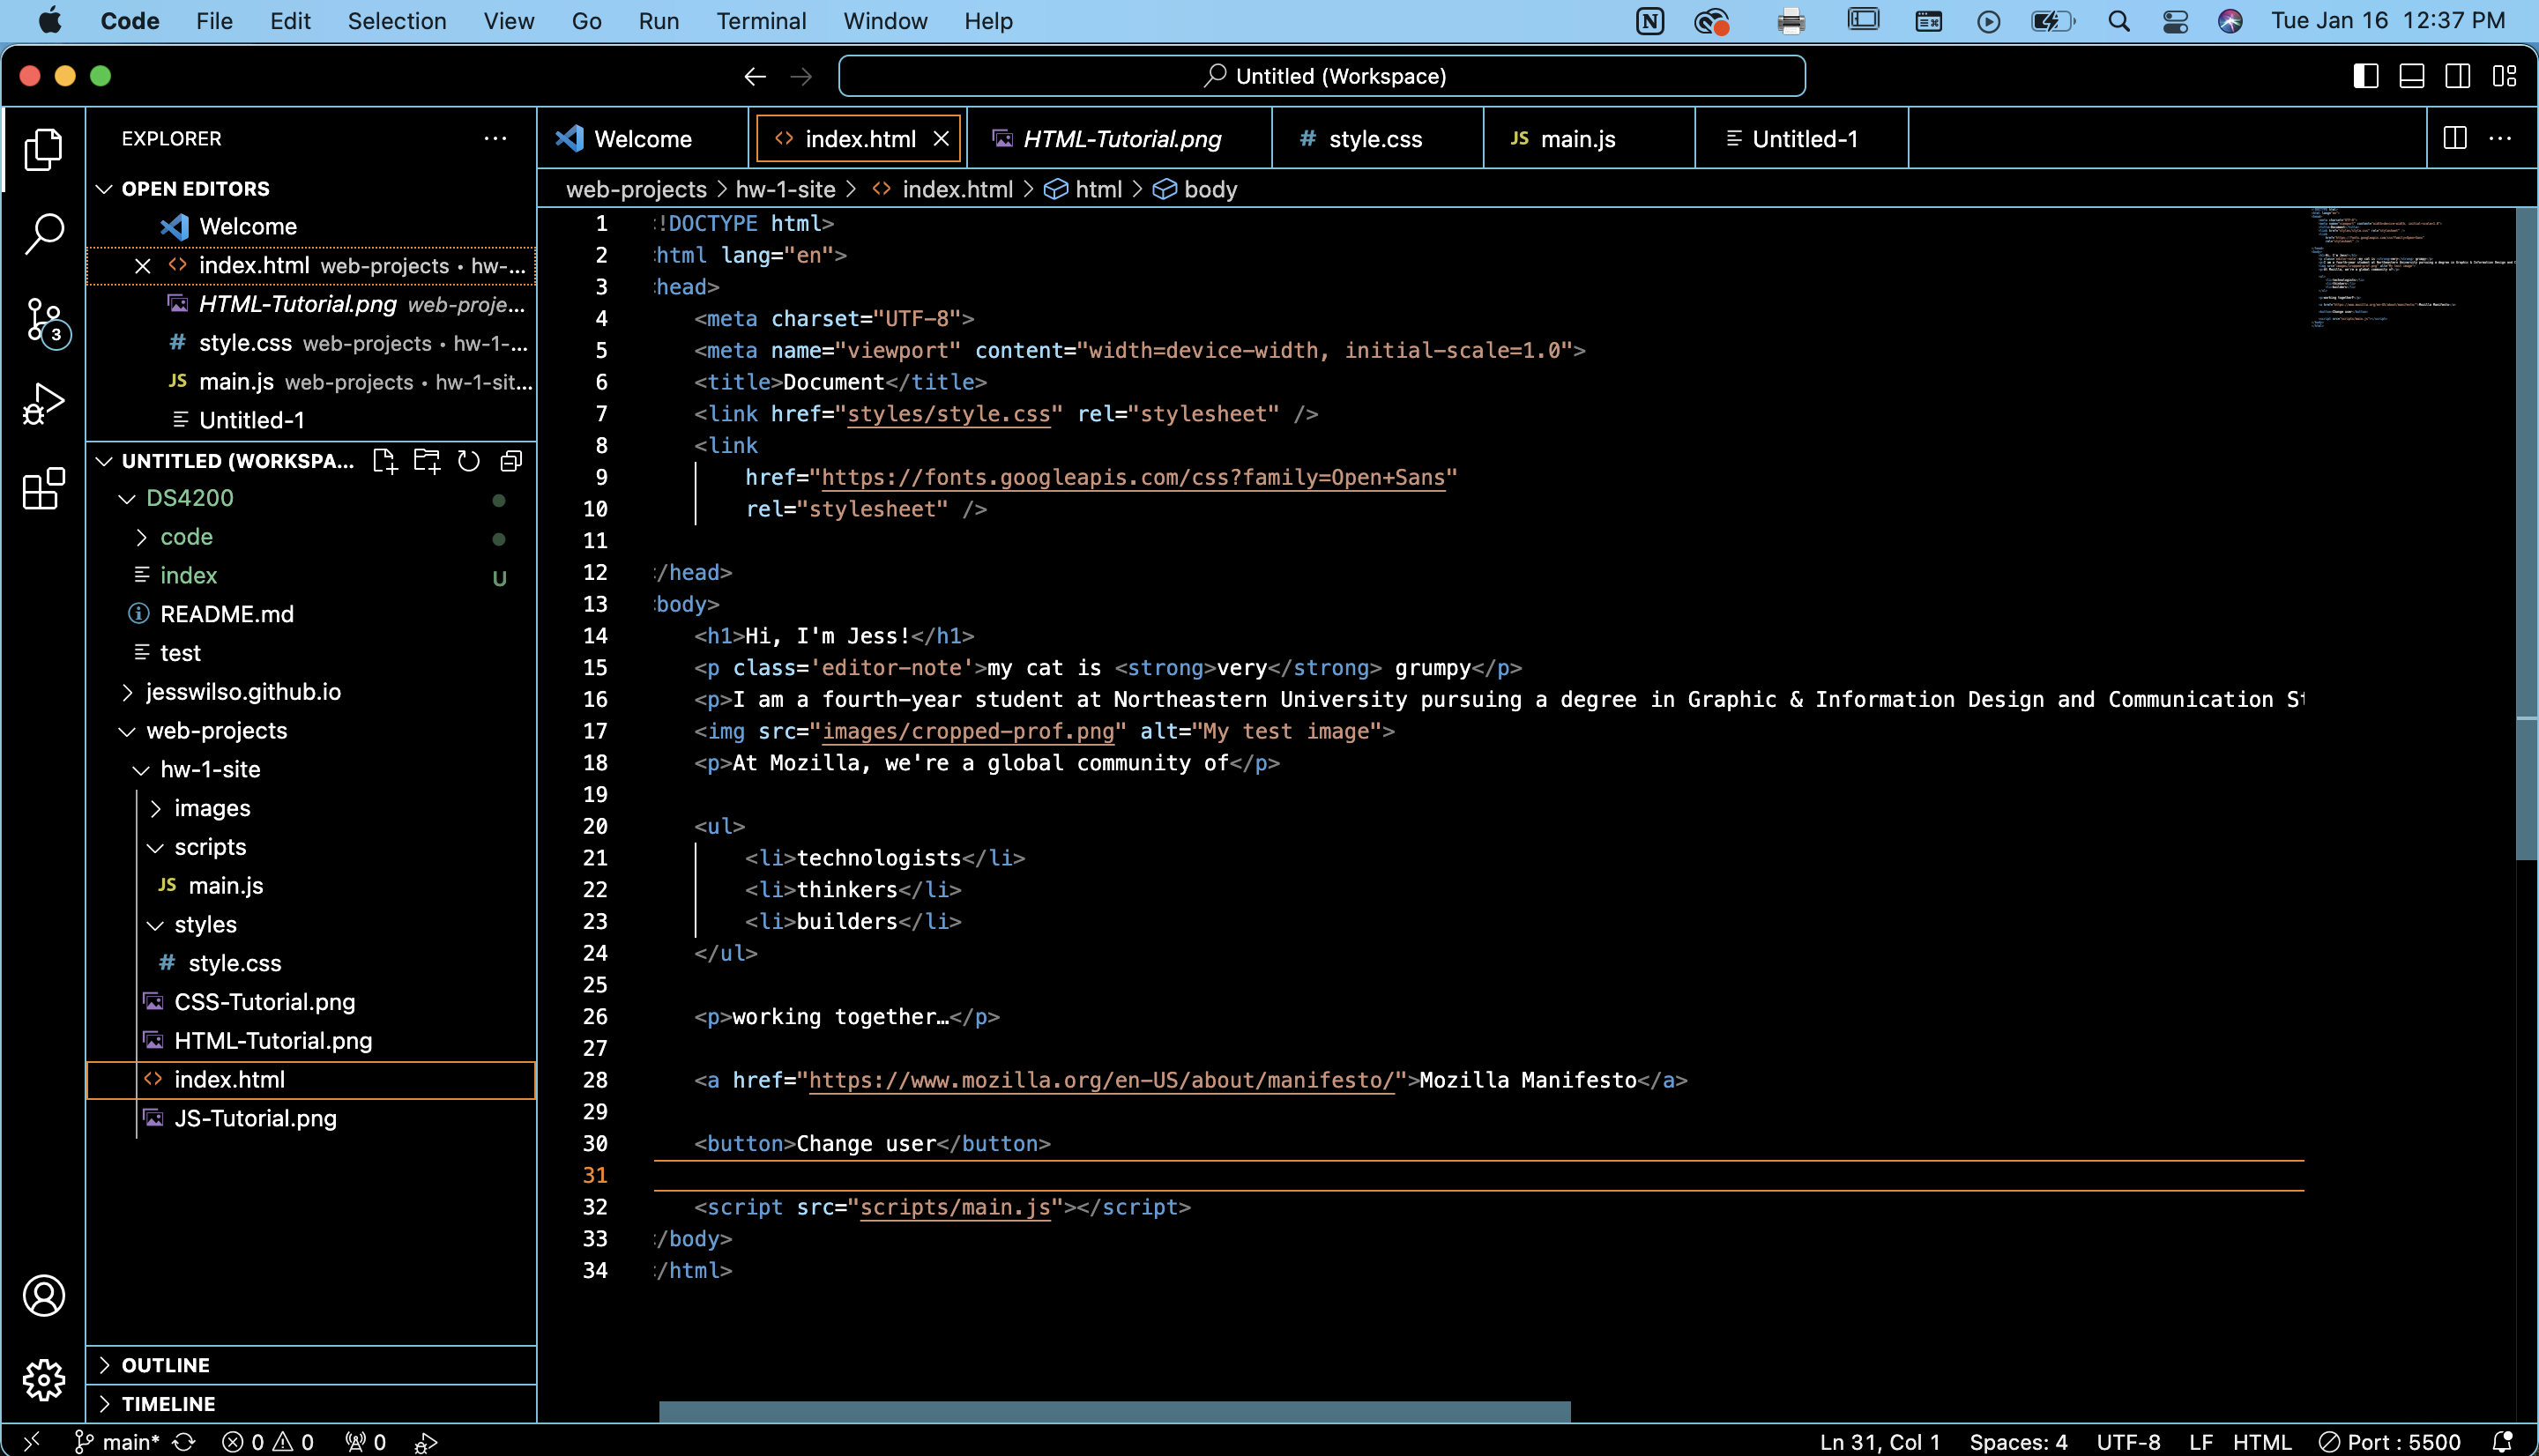 Code File Edit Selection View Go Run Terminal Window Help Tue Jan 16 12:37 PM
Untitled (Workspace)
EXPLORER
OPEN EDITORS
Welcome
index.html web-projects • hw-...
HTML-Tutorial.png web-proje...
style.css web-projects • hw-1-...
main.js web-projects • hw-1-sit...
Untitled-1
UNTITLED (WORKSPA...
DS4200
code
index U
README.md
test
jesswilso.github.io
web-projects
hw-1-site
images
scripts
JS main.js
styles
# style.css
CSS-Tutorial.png
HTML-Tutorial.png
<> index.html
JS-Tutorial.png
OUTLINE
TIMELINE
3
Welcome <> index.html HTML-Tutorial.png # style.css JS main.js Untitled-1
web-projects > hw-1-site > <> index.html > html > body
1 !DOCTYPE html>
2 html lang="en">
3 head>
4 <meta charset="UTF-8">
5 <meta name="viewport" content="width=device-width, initial-scale=1.0">
6 <title>Document</title>
7 <link href="styles/style.css" rel="stylesheet" />
8 <link
9 href="https://fonts.googleapis.com/css?family=Open+Sans"
10 rel="stylesheet" />
11
12 /head>
13 body>
14 <h1>Hi, I'm Jess!</h1>
15 <p class='editor-note'>my cat is <strong>very</strong> grumpy</p>
16 <p>I am a fourth-year student at Northeastern University pursuing a degree in Graphic & Information Design and Communication St
17 <img src="images/cropped-prof.png" alt="My test image">
18 <p>At Mozilla, we're a global community of</p>
19
20 <ul>
21 <li>technologists</li>
22 <li>thinkers</li>
23 <li>builders</li>
24 </ul>
25
26 <p>working together…</p>
27
28 <a href="https://www.mozilla.org/en-US/about/manifesto/">Mozilla Manifesto</a>
29
30 <button>Change user</button>
31
32 <script src="scripts/main.js"></script>
33 /body>
34 /html>
main* 0 0 0 Ln 31, Col 1 Spaces: 4 UTF-8 LF HTML Port : 5500